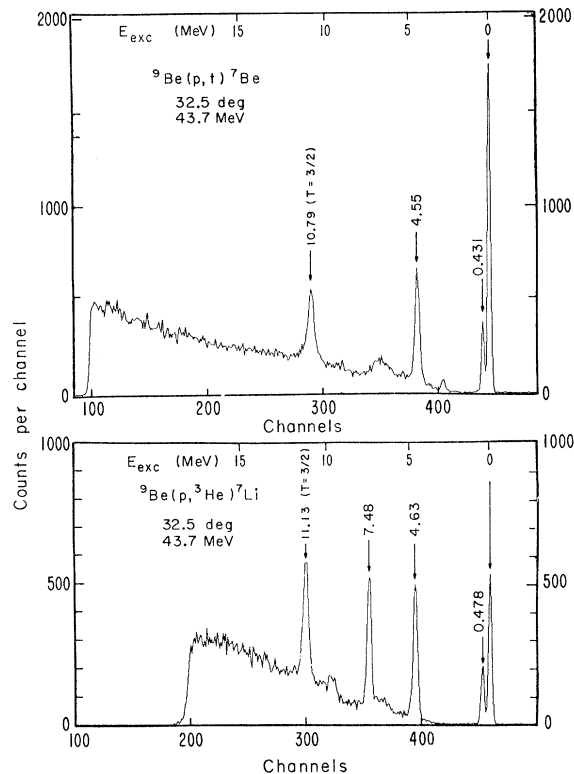 2000
E_exc (MeV) 15 10 5 0
2000
⁹Be(p,t)⁷Be
32.5 deg
43.7 MeV
10.79 (T = 3/2)
4.55
0.431
1000
1000
0
0
100 200 300 400
Channels
Counts per channel
1000
E_exc (MeV) 15 10 5 0
1000
⁹Be(p,³He)⁷Li
32.5 deg
43.7 MeV
11.13 (T = 3/2)
7.48
4.63
0.478
500
500
0
0
100 200 300 400
Channels